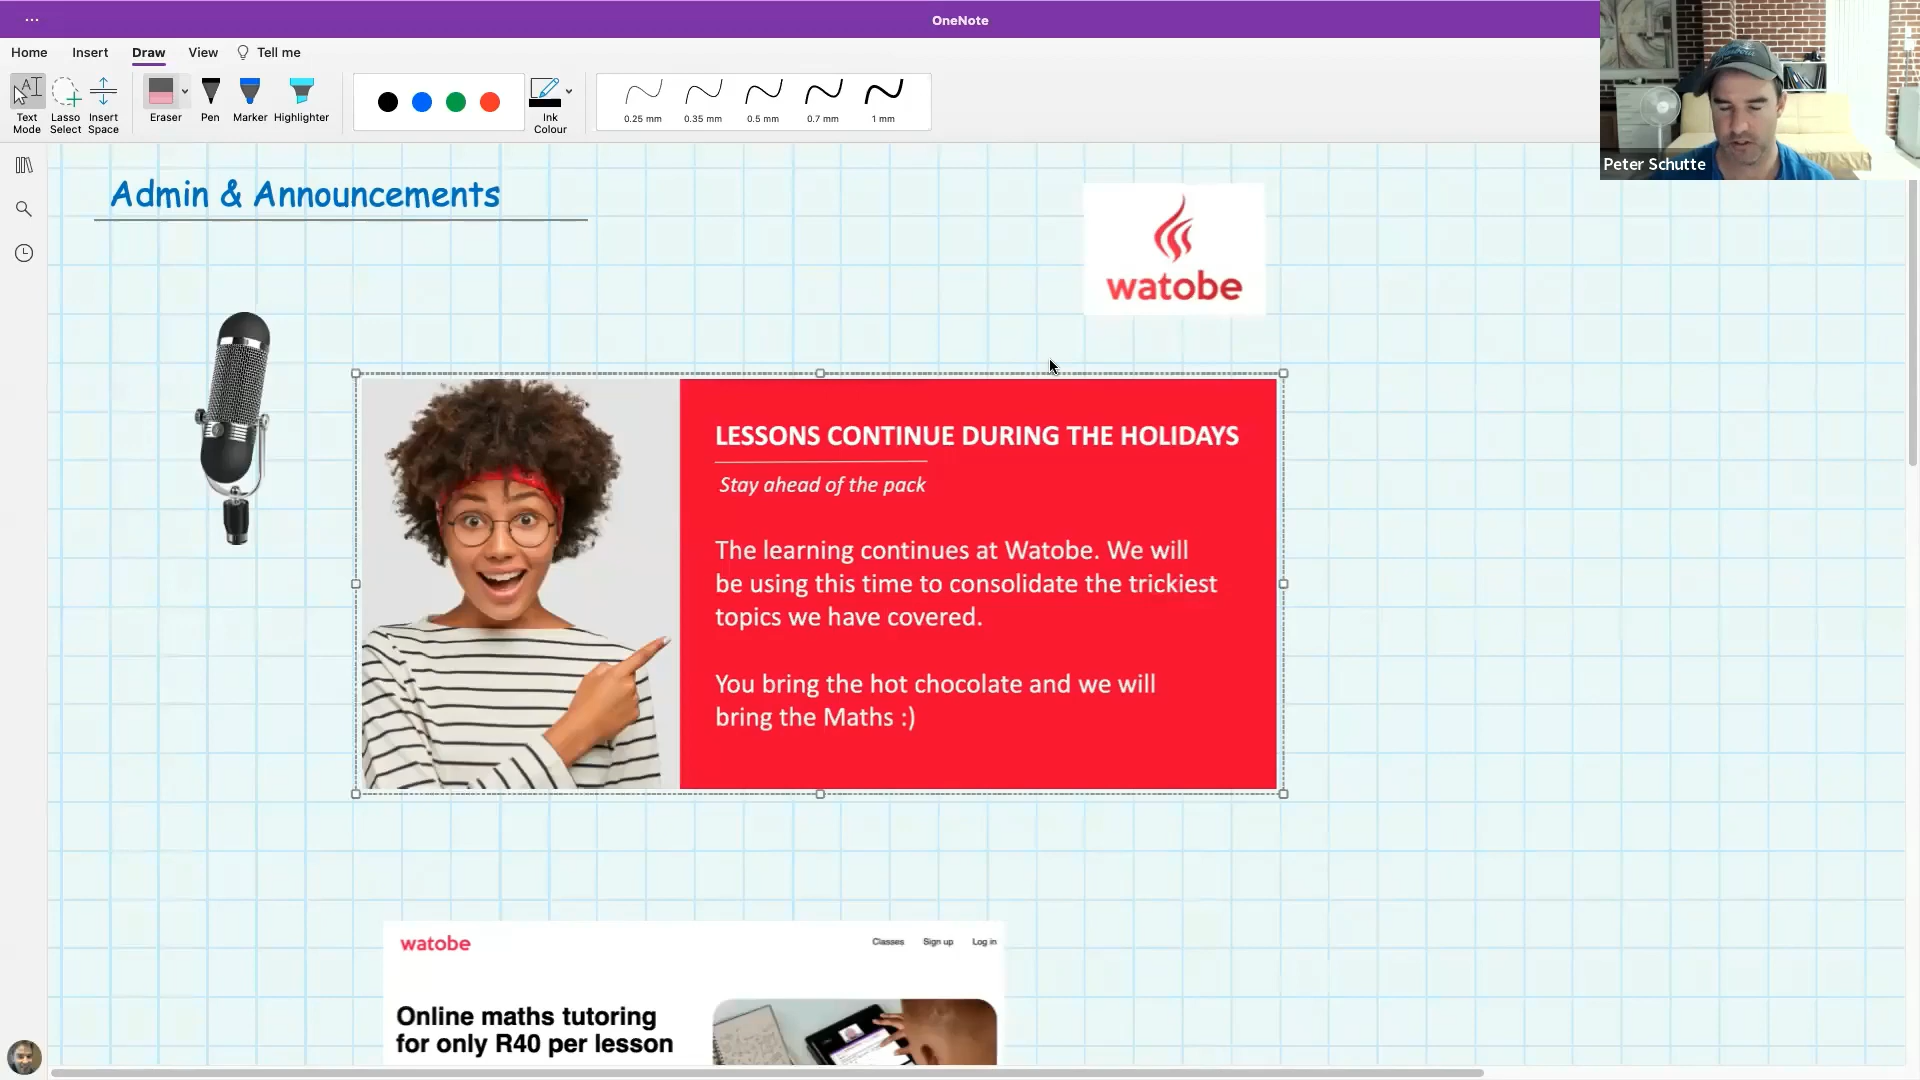 OneNote
Home Insert Draw View Tell me
Text Mode
Lasso Select
Insert Space
Eraser
Pen
Marker
Highlighter
Ink Colour
0.25 mm
0.35 mm
0.5 mm
0.7 mm
1 mm
Peter Schutte
Admin & Announcements
watobe
LESSONS CONTINUE DURING THE HOLIDAYS
Stay ahead of the pack
The learning continues at Watobe. We will
be using this time to consolidate the trickiest
topics we have covered.
You bring the hot chocolate and we will
bring the Maths :)
watobe
Classes Sign up Log in
Online maths tutoring
for only R40 per lesson